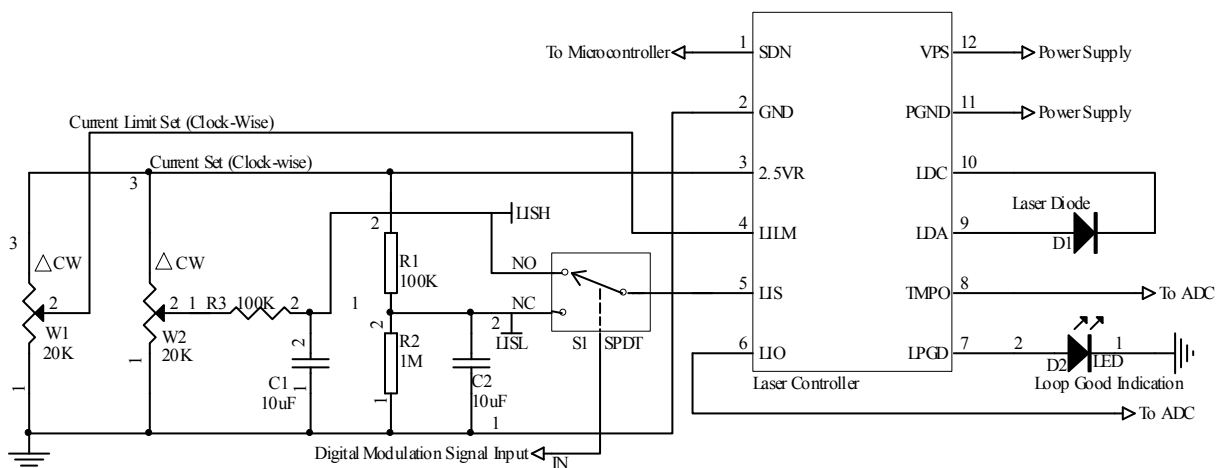 To Microcontroller
1
SDN
VPS
12
Power Supply
2
GND
PGND
11
Power Supply
Current Limit Set (Clock-Wise)
Current Set (Clock-wise)
3
2.5VR
LDC
10
3
2
LISH
4
LILM
LDA
9
Laser Diode
D1
3
△CW
△CW
R1
100K
NO
5
LIS
TMPO
8
To ADC
2
W1
20K
2
W2
20K
1
R3
100K
2
1
NC
2
LISL
S1
SPDT
2
R2
1M
1
2
C1
10uF
1
C2
10uF
1
1
1
6
LIO
LPGD
7
2
D2
LED
1
Laser Controller
Loop Good Indication
To ADC
Digital Modulation Signal Input
IN